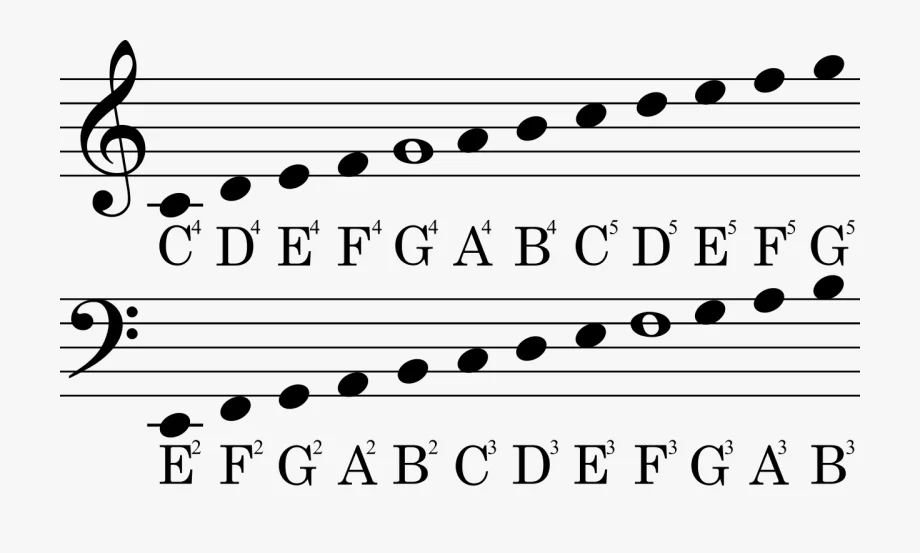 C⁴ D⁴ E⁴ F⁴ G⁴ A⁴ B⁴ C⁵ D⁵ E⁵ F⁵ G⁵
E² F² G² A² B² C³ D³ E³ F³ G³ A³ B³